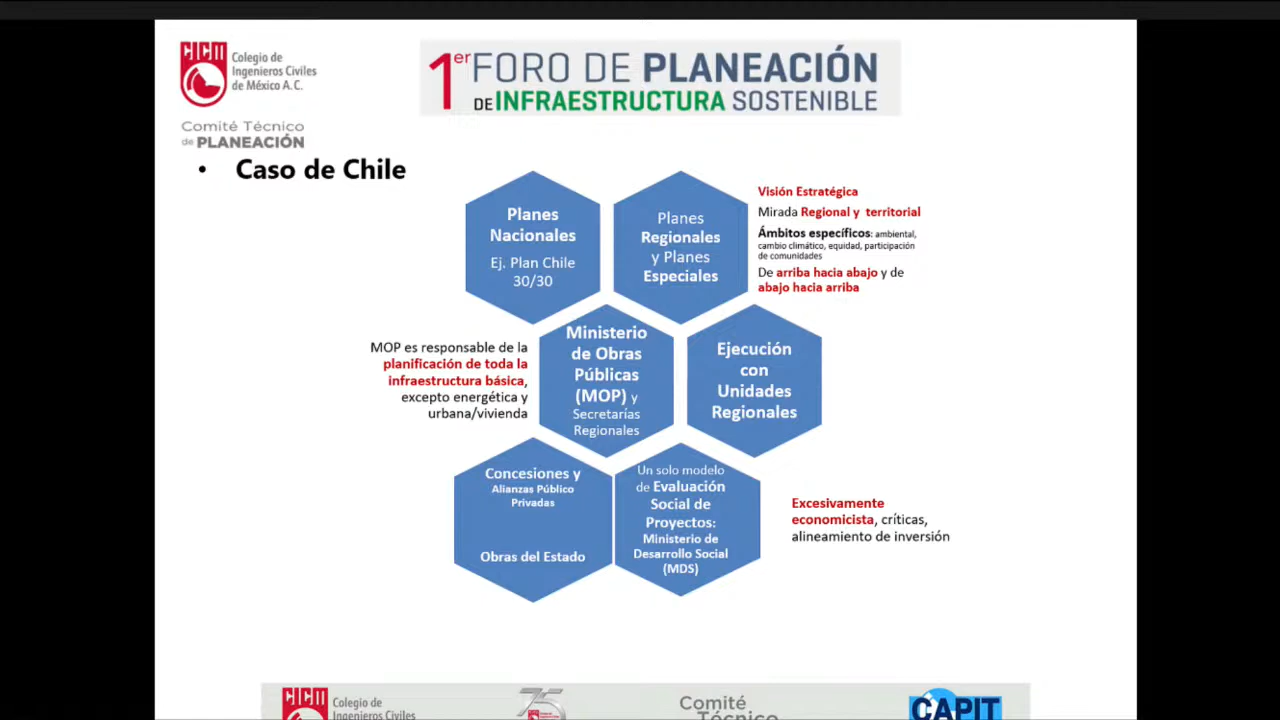 CICM
Colegio de
Ingenieros Civiles
de México A.C.
Comité Técnico
de PLANEACIÓN
1er FORO DE PLANEACIÓN
DE INFRAESTRUCTURA SOSTENIBLE
• Caso de Chile
Planes
Nacionales
Ej. Plan Chile
30/30
Planes
Regionales
y Planes
Especiales
Visión Estratégica
Mirada Regional y territorial
Ámbitos específicos: ambiental,
cambio climático, equidad, participación
de comunidades
De arriba hacia abajo y de
abajo hacia arriba
MOP es responsable de la
planificación de toda la
infraestructura básica,
excepto energética y
urbana/vivienda
Ministerio
de Obras
Públicas
(MOP) y
Secretarías
Regionales
Ejecución
con
Unidades
Regionales
Concesiones y
Alianzas Público
Privadas
Obras del Estado
Un solo modelo
de Evaluación
Social de
Proyectos:
Ministerio de
Desarrollo Social
(MDS)
Excesivamente
economicista, críticas,
alineamiento de inversión
CICM
Colegio de
Ingenieros Civiles
75
Comité
Técnico
CAPIT